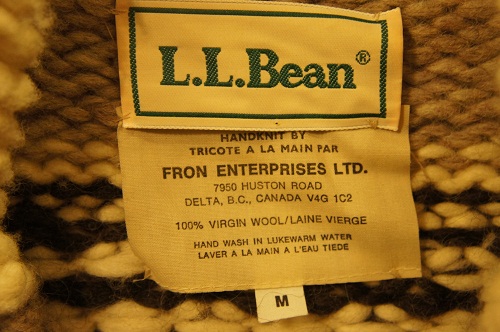 L.L.Bean®
HANDKNIT BY
TRICOTE A LA MAIN PAR
FRON ENTERPRISES LTD.
7950 HUSTON ROAD
DELTA, B.C., CANADA V4G 1C2
100% VIRGIN WOOL/LAINE VIERGE
HAND WASH IN LUKEWARM WATER
LAVER A LA MAIN A L'EAU TIEDE
M